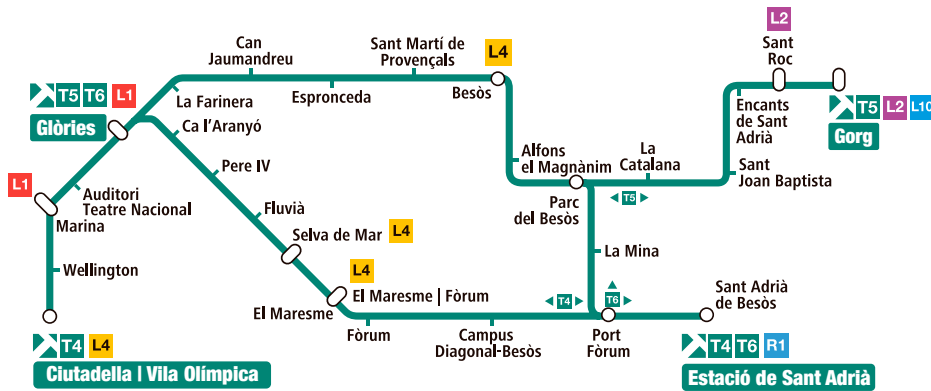 L2
Can
Jaumandreu
Sant Martí de
Provençals
L4
Sant
Roc
T5 T6 L1
Glòries
La Farinera
Espronceda
Besòs
T5 L2 L10
Gorg
Ca l'Aranyó
Encants
de Sant
Adrià
Pere IV
Alfons
el Magnànim
La
Catalana
Sant
Joan Baptista
L1
Auditori
Teatre Nacional
Marina
T5
Parc
del Besòs
Fluvià
Selva de Mar L4
La Mina
Wellington
L4
El Maresme | Fòrum
El Maresme
T4
T6
Sant Adrià
de Besòs
Fòrum
Campus
Diagonal-Besòs
Port
Fòrum
T4 L4
Ciutadella | Vila Olímpica
T4 T6 R1
Estació de Sant Adrià